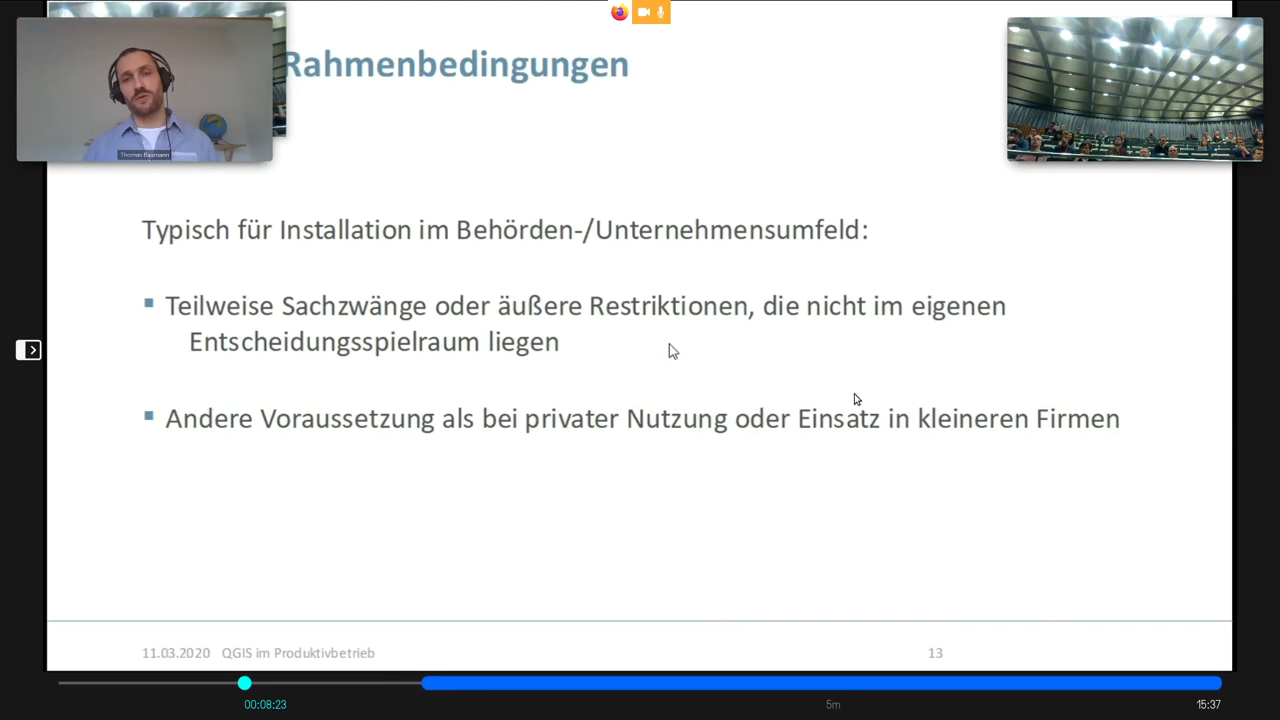 Rahmenbedingungen
Thomas Baumann
Typisch für Installation im Behörden-/Unternehmensumfeld:
Teilweise Sachzwänge oder äußere Restriktionen, die nicht im eigenen
Entscheidungsspielraum liegen
Andere Voraussetzung als bei privater Nutzung oder Einsatz in kleineren Firmen
11.03.2020 QGIS im Produktivbetrieb
13
00:08:23
5m
15:37